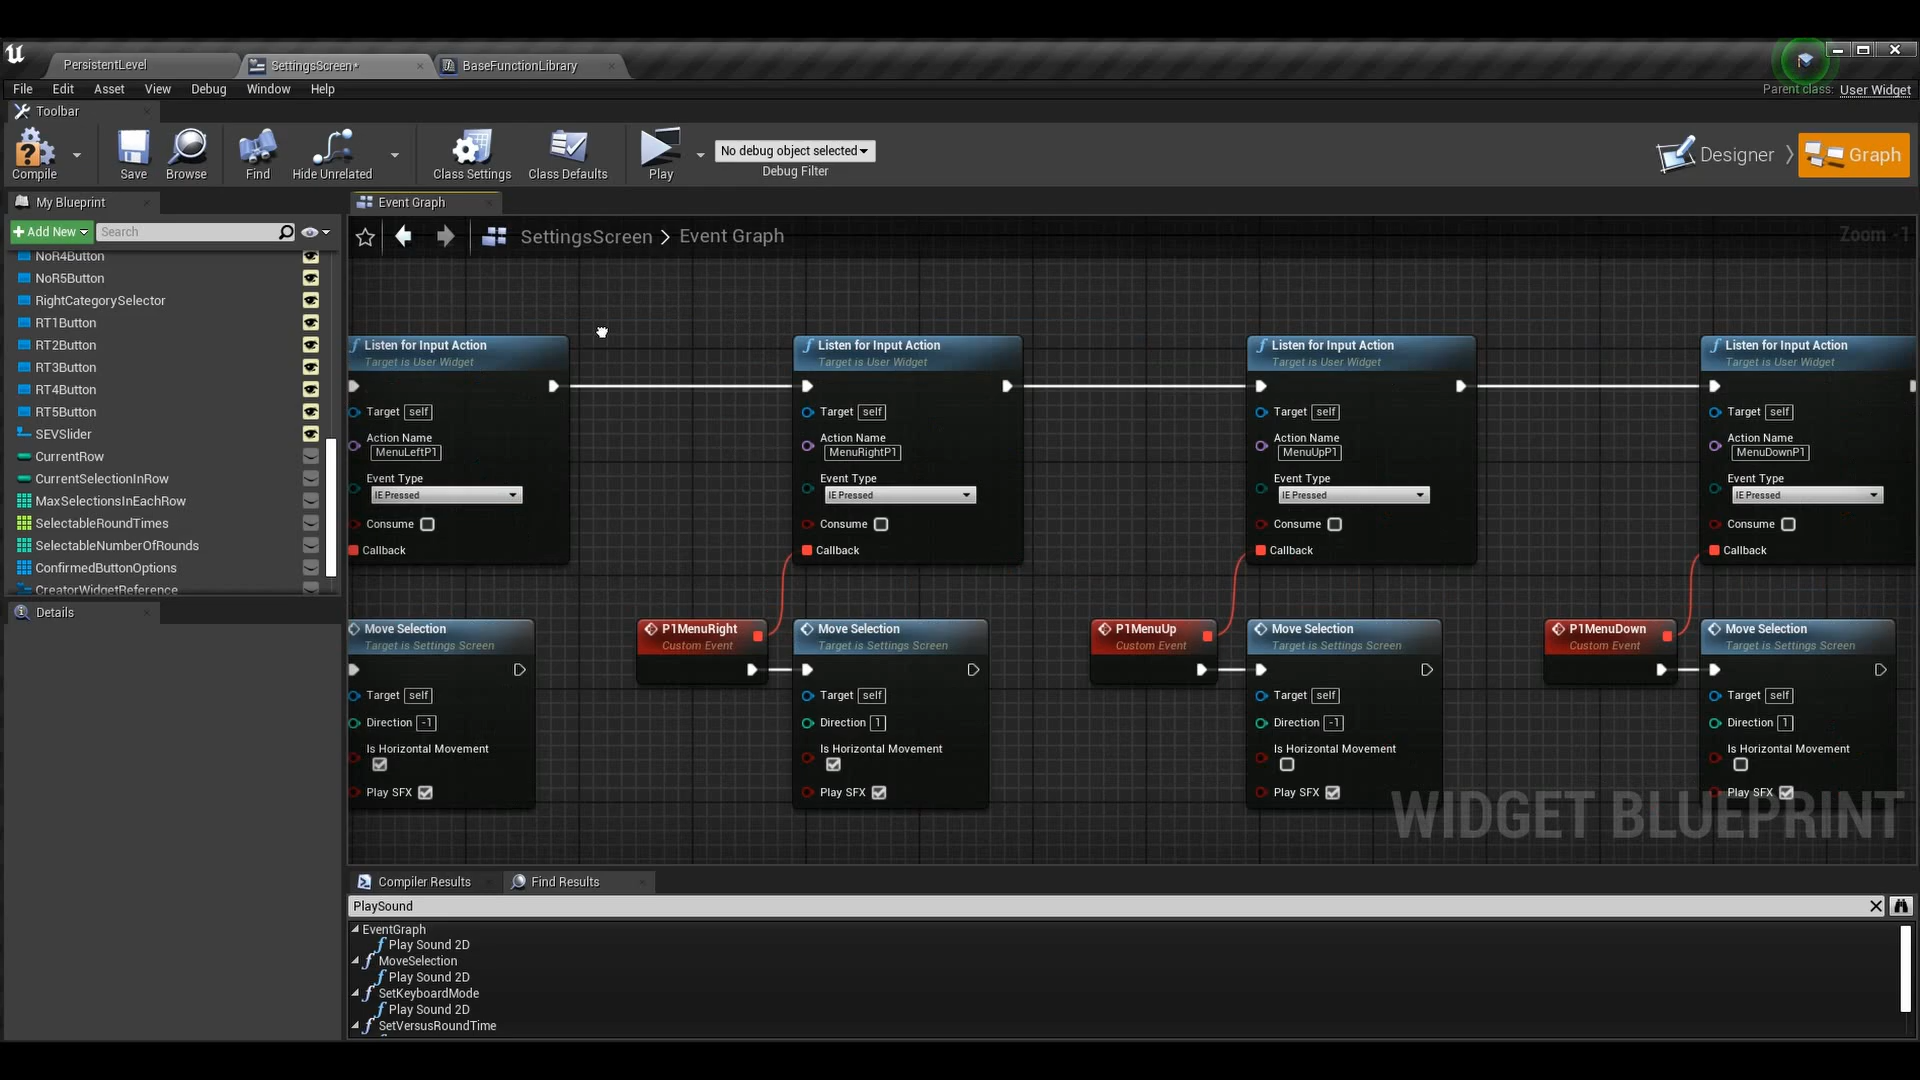 PersistentLevel
SettingsScreen*
BaseFunctionLibrary
File Edit Asset View Debug Window Help
Parent class: User Widget
Toolbar
Compile
Save
Browse
Find
Hide Unrelated
Class Settings
Class Defaults
Play
No debug object selected
Debug Filter
Designer
Graph
My Blueprint
Add New
Search
NoR4Button
NoR5Button
RightCategorySelector
RT1Button
RT2Button
RT3Button
RT4Button
RT5Button
SEVSlider
CurrentRow
CurrentSelectionInRow
MaxSelectionsInEachRow
SelectableRoundTimes
SelectableNumberOfRounds
ConfirmedButtonOptions
CreatorWidgetReference
Details
Event Graph
SettingsScreen > Event Graph
Zoom -1
Listen for Input Action
Target is User Widget
Target self
Action Name
MenuLeftP1
Event Type
IE Pressed
Consume
Callback
Listen for Input Action
Target is User Widget
Target self
Action Name
MenuRightP1
Event Type
IE Pressed
Consume
Callback
Listen for Input Action
Target is User Widget
Target self
Action Name
MenuUpP1
Event Type
IE Pressed
Consume
Callback
Listen for Input Action
Target is User Widget
Target self
Action Name
MenuDownP1
Event Type
IE Pressed
Consume
Callback
Move Selection
Target is Settings Screen
Target self
Direction -1
Is Horizontal Movement
Play SFX
P1MenuRight
Custom Event
Move Selection
Target is Settings Screen
Target self
Direction 1
Is Horizontal Movement
Play SFX
P1MenuUp
Custom Event
Move Selection
Target is Settings Screen
Target self
Direction -1
Is Horizontal Movement
Play SFX
P1MenuDown
Custom Event
Move Selection
Target is Settings Screen
Target self
Direction 1
Is Horizontal Movement
Play SFX
WIDGET BLUEPRINT
Compiler Results
Find Results
PlaySound
EventGraph
Play Sound 2D
MoveSelection
Play Sound 2D
SetKeyboardMode
Play Sound 2D
SetVersusRoundTime